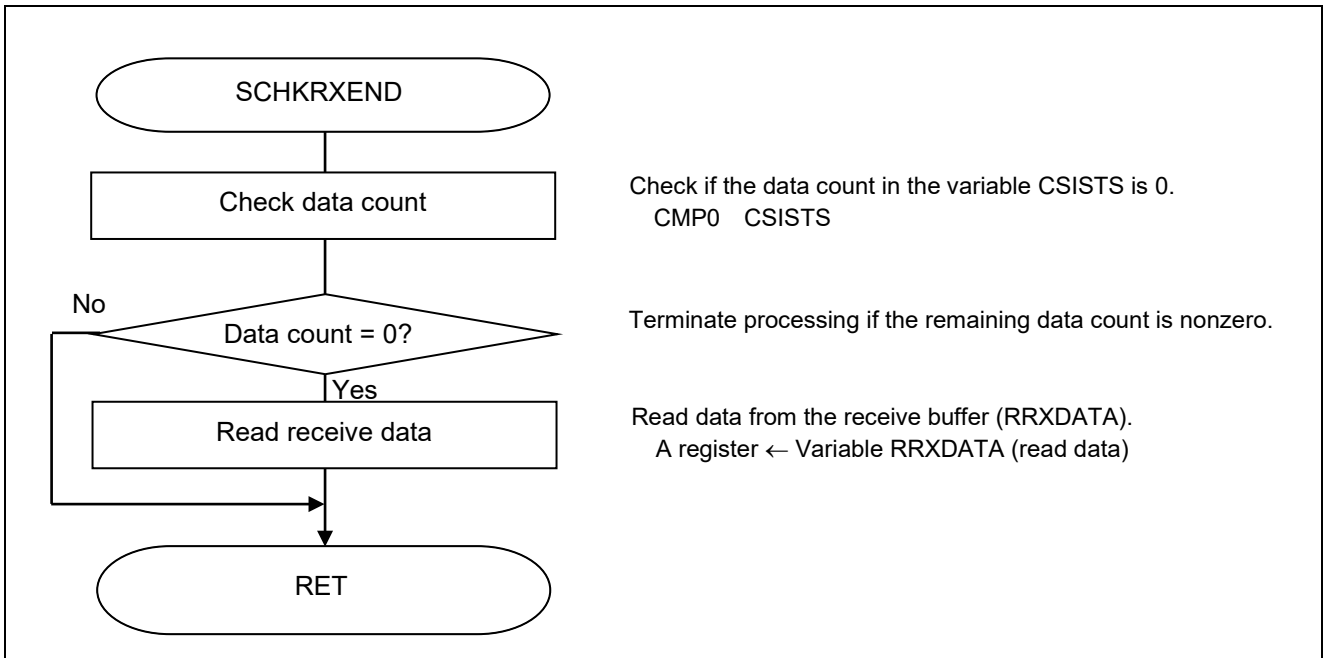 SCHKRXEND
Check data count
Check if the data count in the variable CSISTS is 0.
CMP0 CSISTS
No
Data count = 0?
Terminate processing if the remaining data count is nonzero.
Yes
Read receive data
Read data from the receive buffer (RRXDATA).
A register ← Variable RRXDATA (read data)
RET